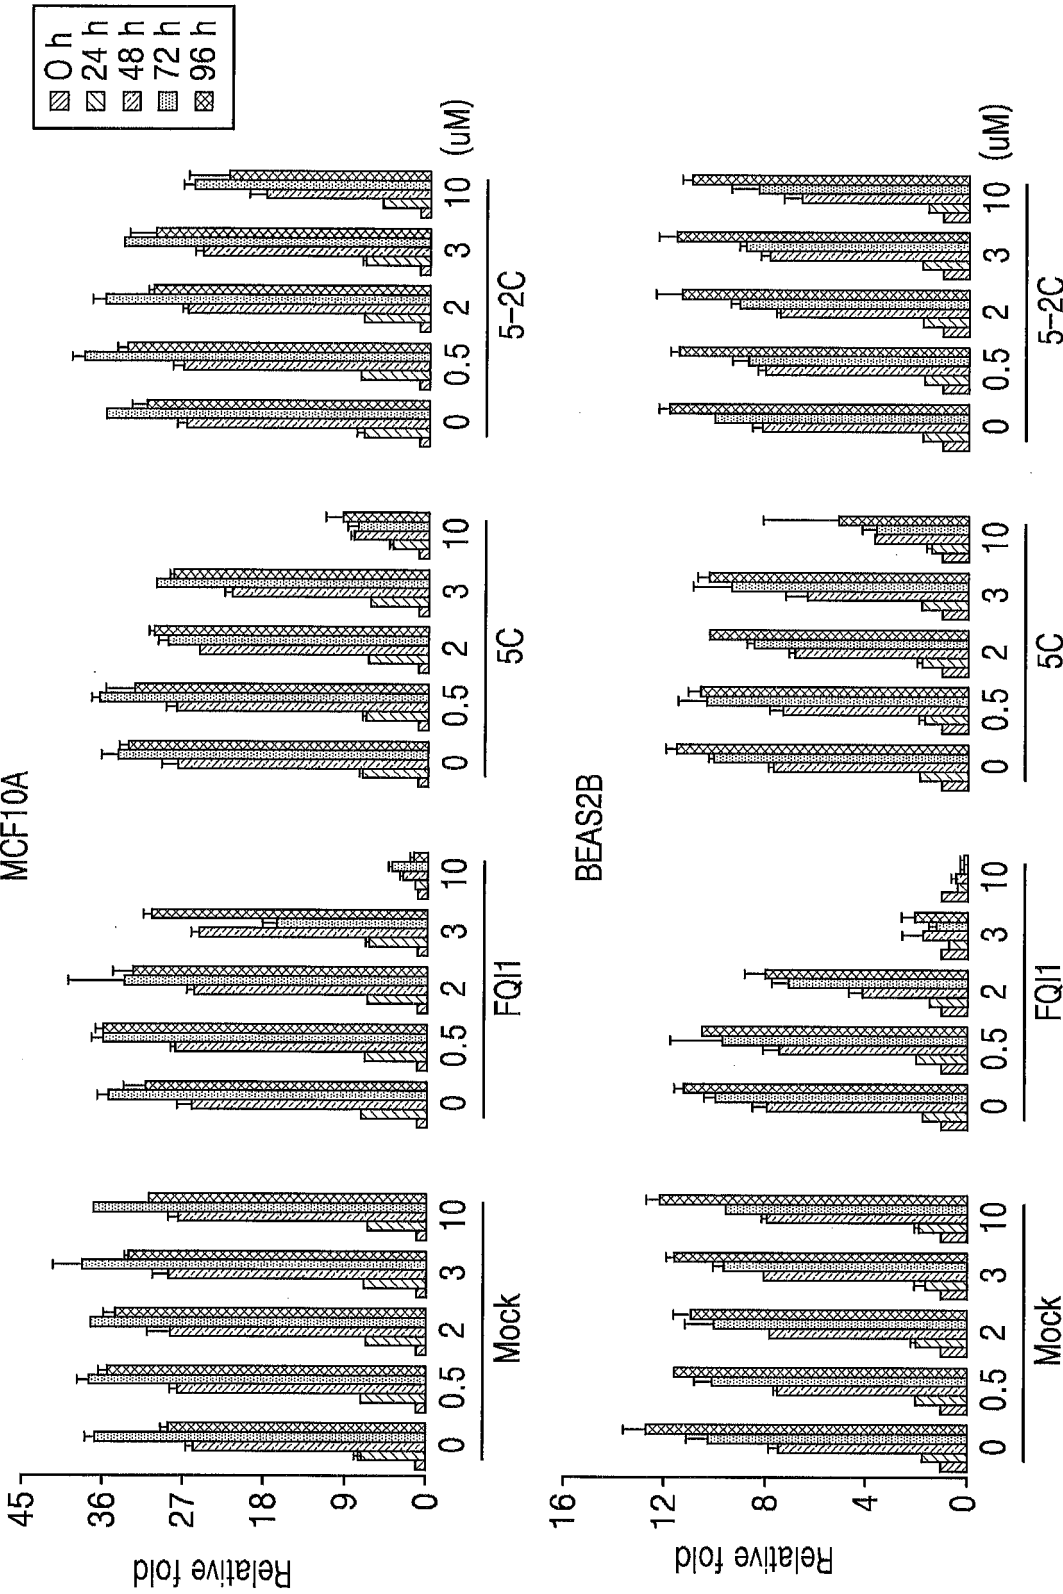 MCF10A
0 h
24 h
48 h
72 h
96 h
Relative fold
45
36
27
18
9
0
0 0.5 2 3 10 0 0.5 2 3 10 0 0.5 2 3 10 0 0.5 2 3 10 (uM)
Mock FQI1 5C 5-2C
BEAS2B
Relative fold
16
12
8
4
0
0 0.5 2 3 10 0 0.5 2 3 10 0 0.5 2 3 10 0 0.5 2 3 10 (uM)
Mock FQI1 5C 5-2C